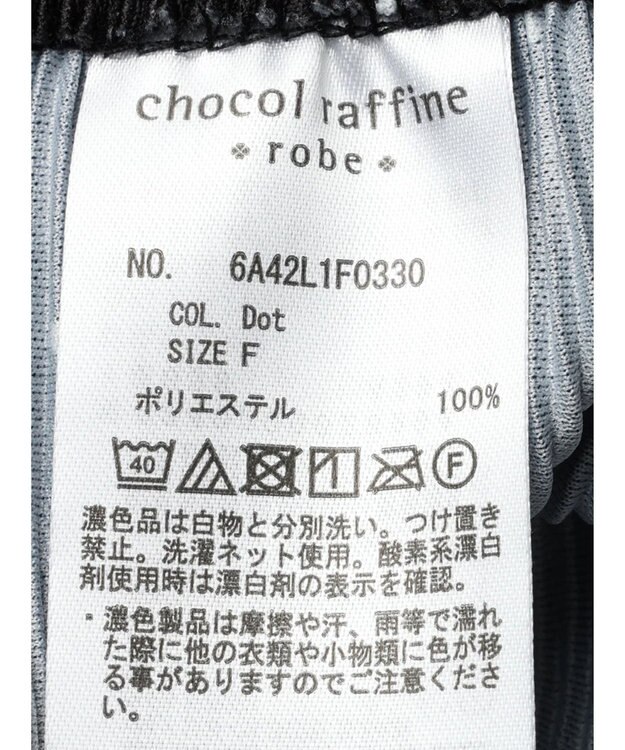 chocol raffine
robe
NO. 6A42L1F0330
COL. Dot
SIZE F
ポリエステル 100%
40 F
濃色品は白物と分別洗い。つけ置き
禁止。洗濯ネット使用。酸素系漂白
剤使用時は漂白剤の表示を確認。
・濃色製品は摩擦や汗、雨等で濡れ
た際に他の衣類や小物類に色が移
る事がありますのでご注意くださ
い。